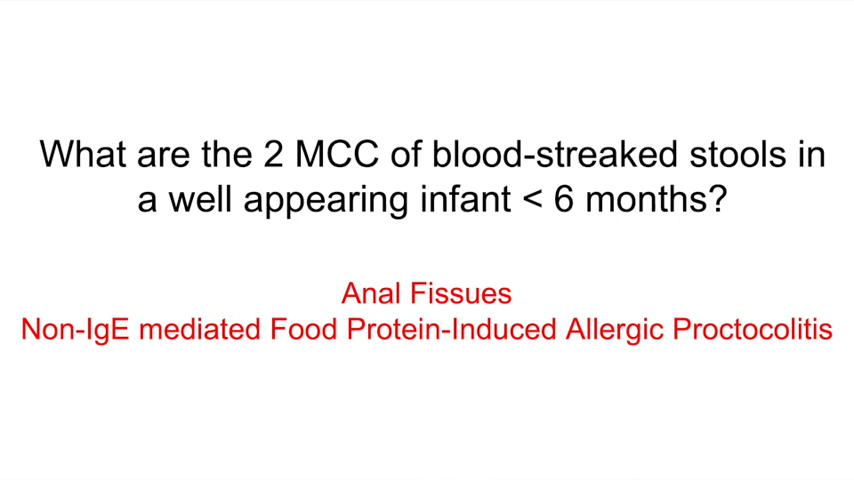 What are the 2 MCC of blood-streaked stools in
a well appearing infant < 6 months?
Anal Fissues
Non-IgE mediated Food Protein-Induced Allergic Proctocolitis